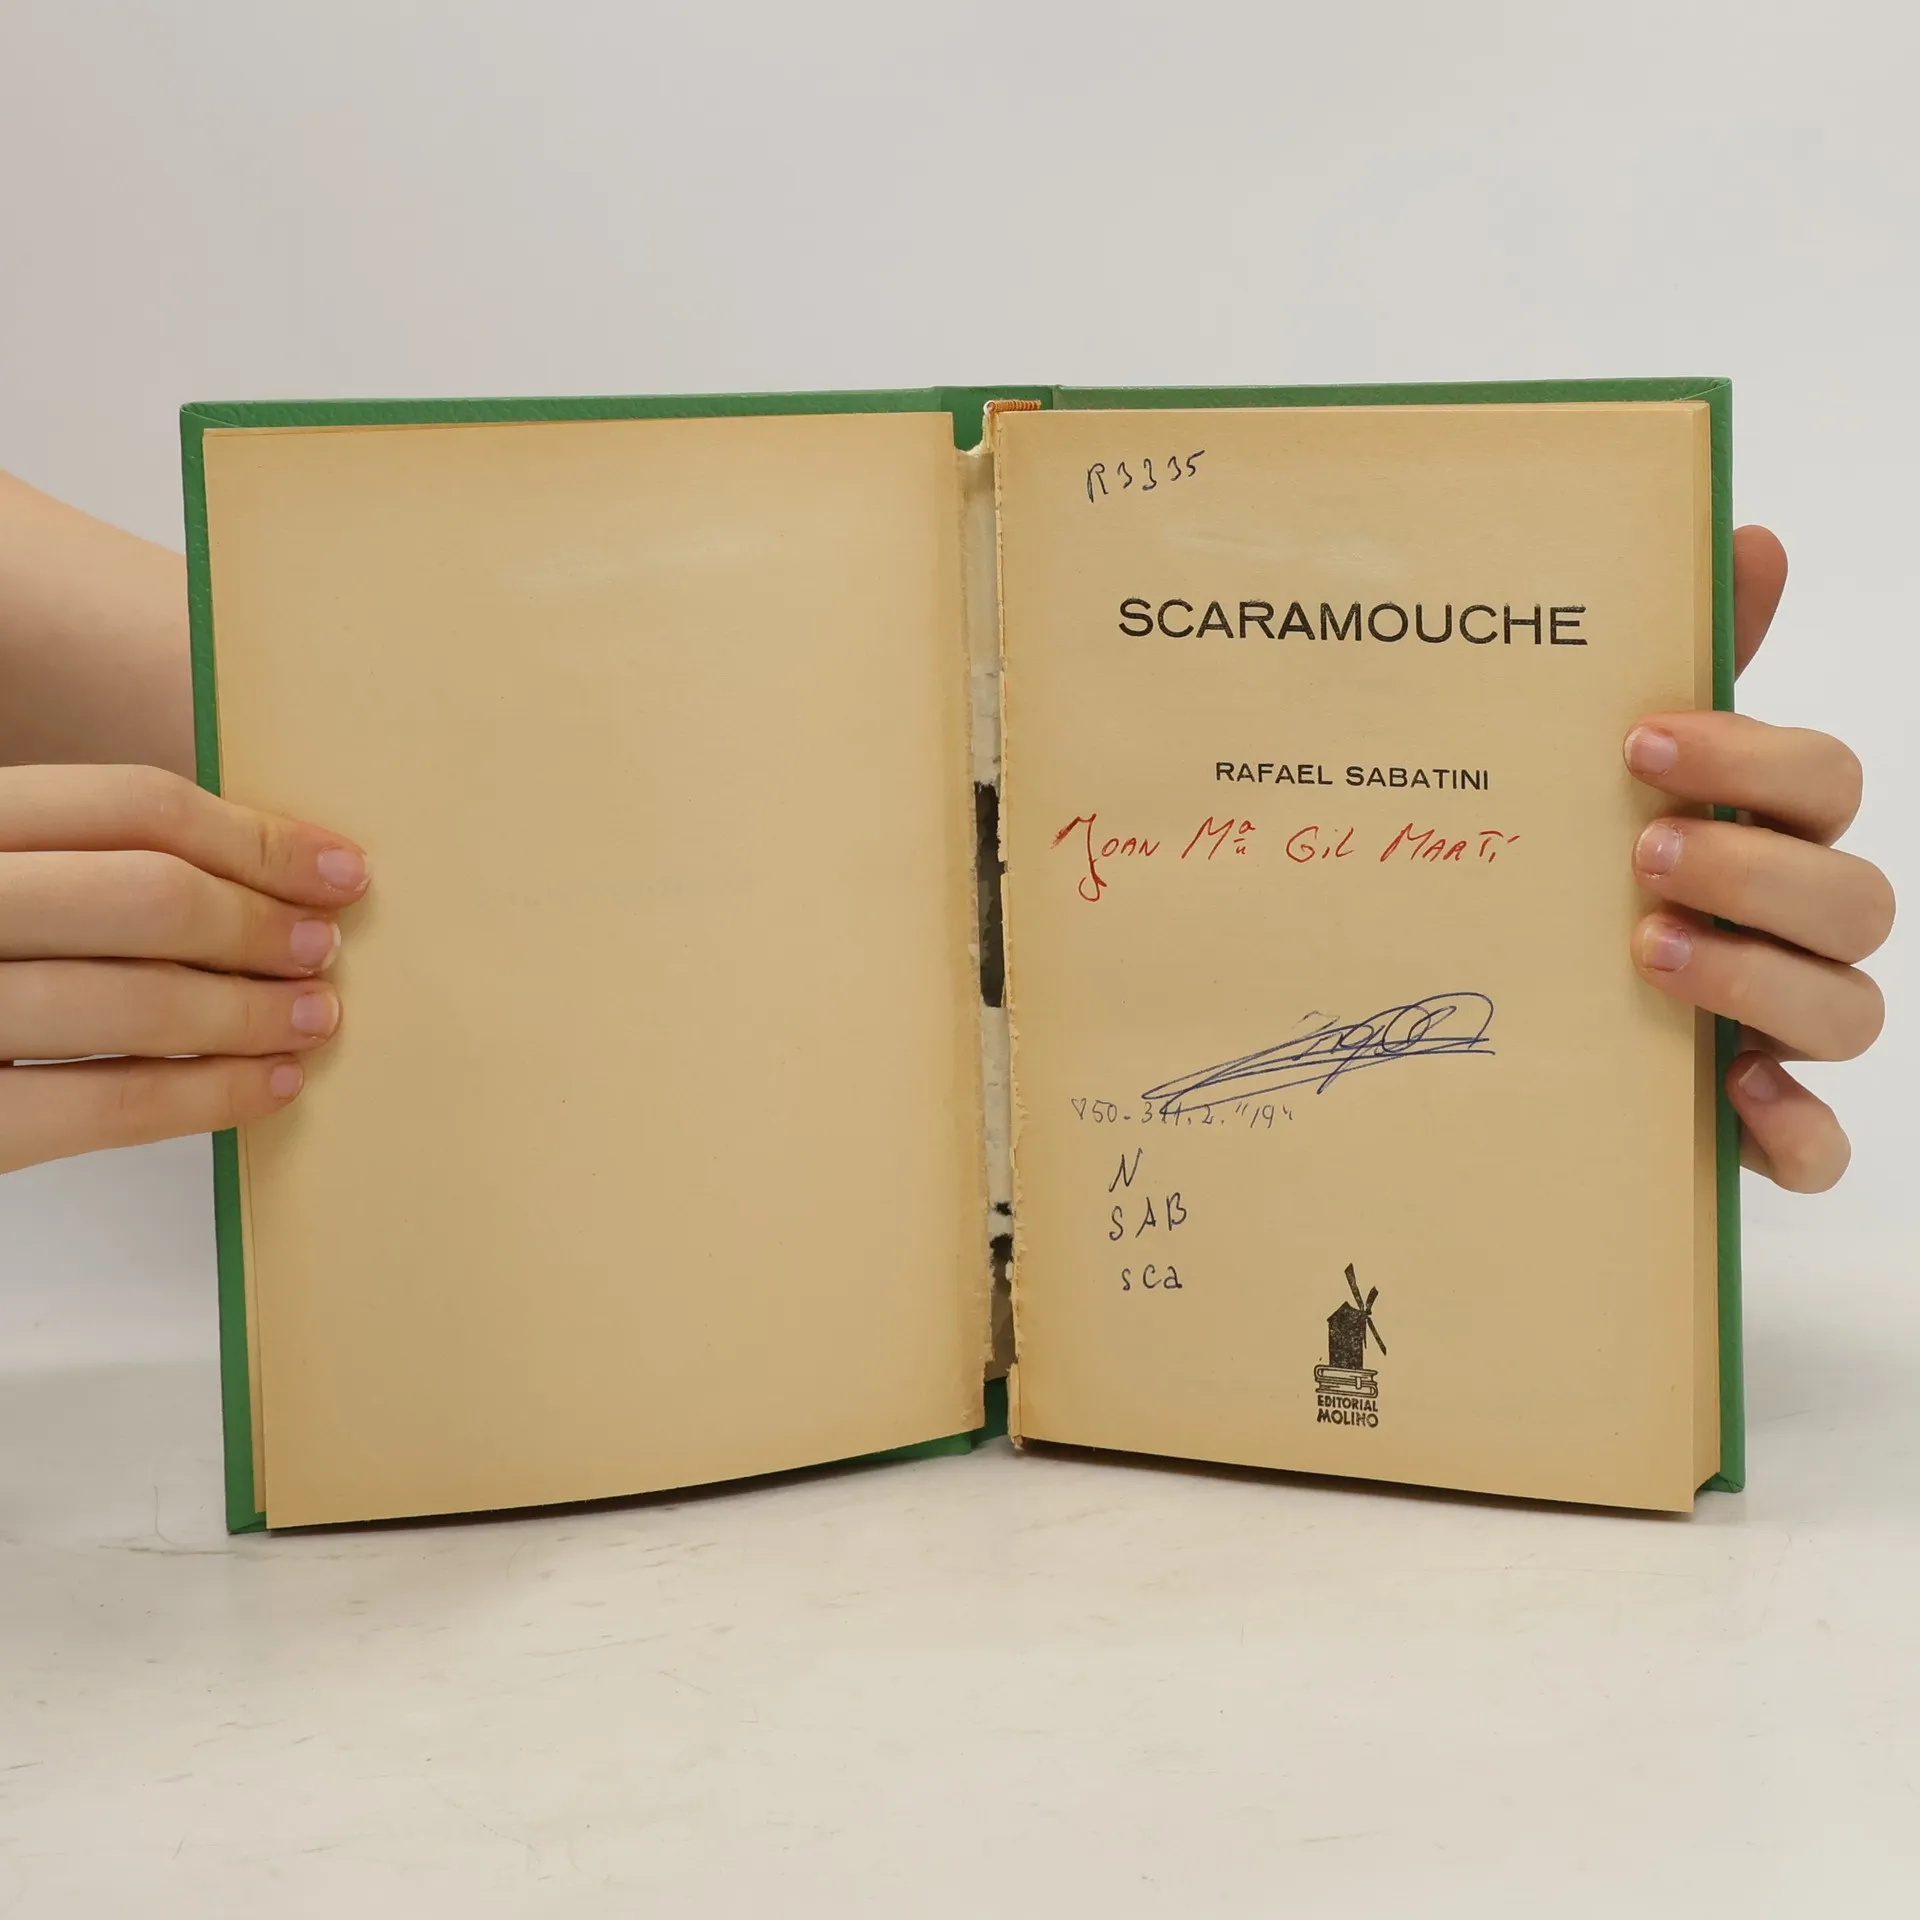 R3335
SCARAMOUCHE
RAFAEL SABATINI
JOAN Mª GIL MARTÍ
N
SAB
sca
EDITORIAL
MOLINO